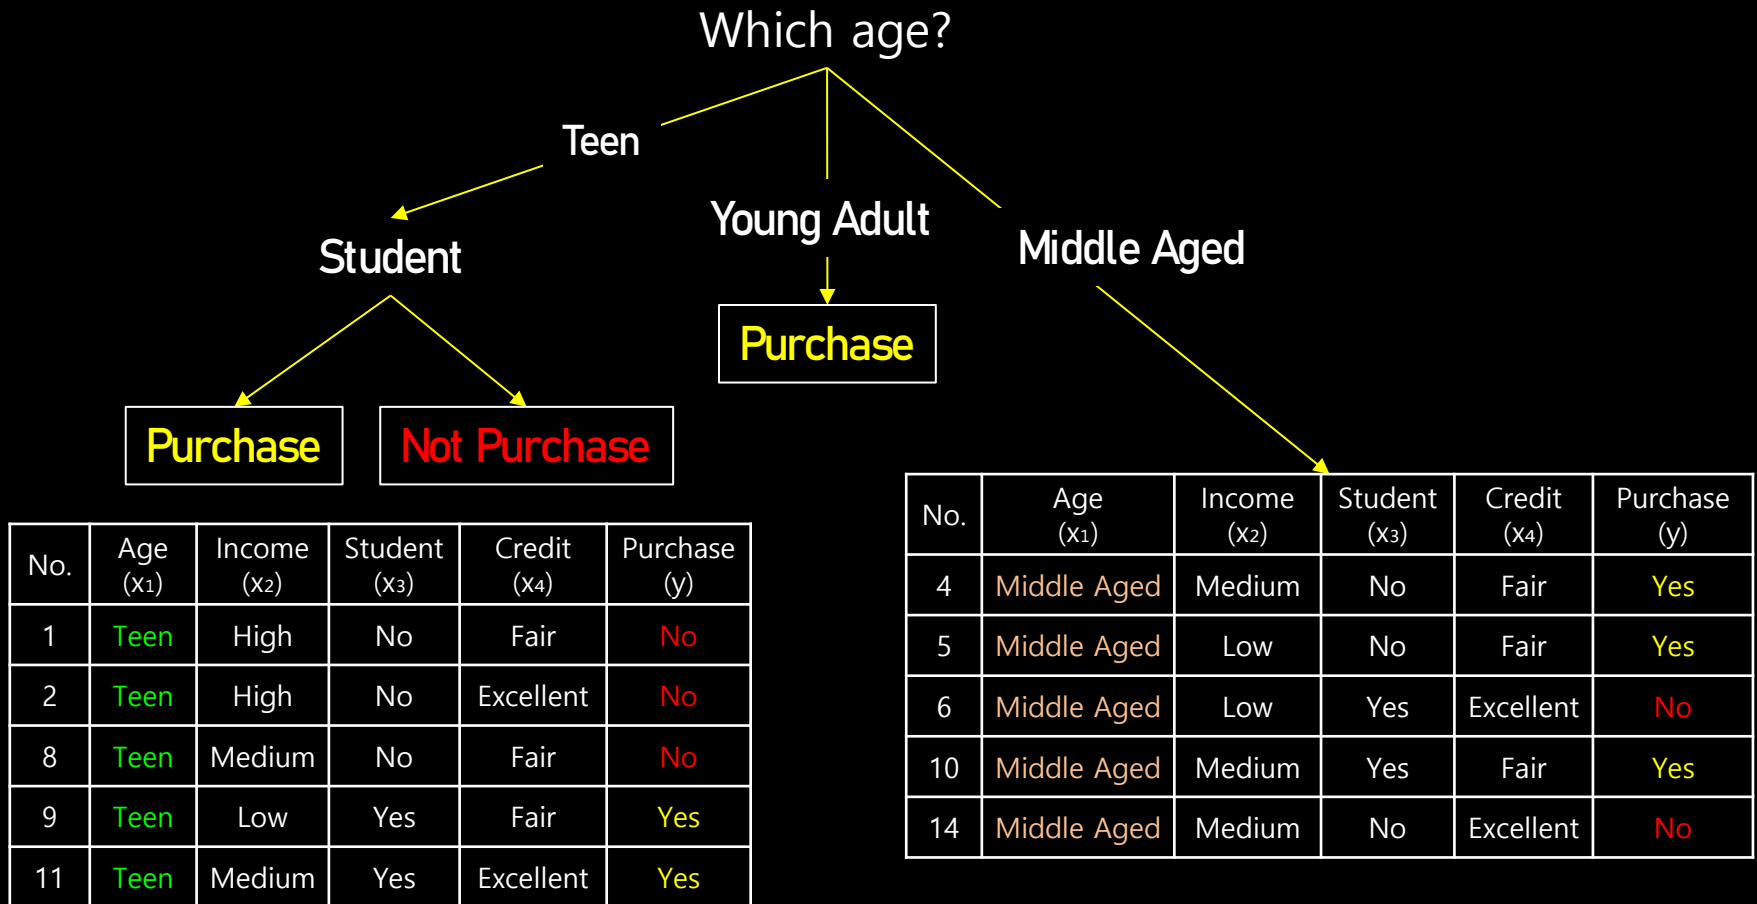 Which age?
Teen
Young Adult
Middle Aged
Student
Purchase
Purchase
Not Purchase
No. Age (x1) Income (x2) Student (x3) Credit (x4) Purchase (y)
1 Teen High No Fair No
2 Teen High No Excellent No
8 Teen Medium No Fair No
9 Teen Low Yes Fair Yes
11 Teen Medium Yes Excellent Yes
No. Age (x1) Income (x2) Student (x3) Credit (x4) Purchase (y)
4 Middle Aged Medium No Fair Yes
5 Middle Aged Low No Fair Yes
6 Middle Aged Low Yes Excellent No
10 Middle Aged Medium Yes Fair Yes
14 Middle Aged Medium No Excellent No